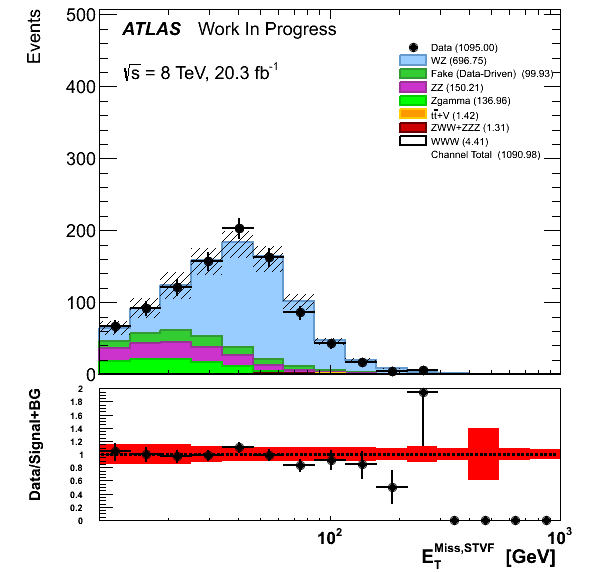 ATLAS Work In Progress
√s = 8 TeV, 20.3 fb-1
Data (1095.00)
WZ (696.75)
Fake (Data-Driven) (99.93)
ZZ (150.21)
Zgamma (136.96)
tt̄+V (1.42)
ZWW+ZZZ (1.31)
WWW (4.41)
Channel Total (1090.98)
Events
500
400
300
200
100
0
Data/Signal+BG
2
1.8
1.6
1.4
1.2
1
0.8
0.6
0.4
0.2
0
10²
10³
E_T^Miss,STVF [GeV]